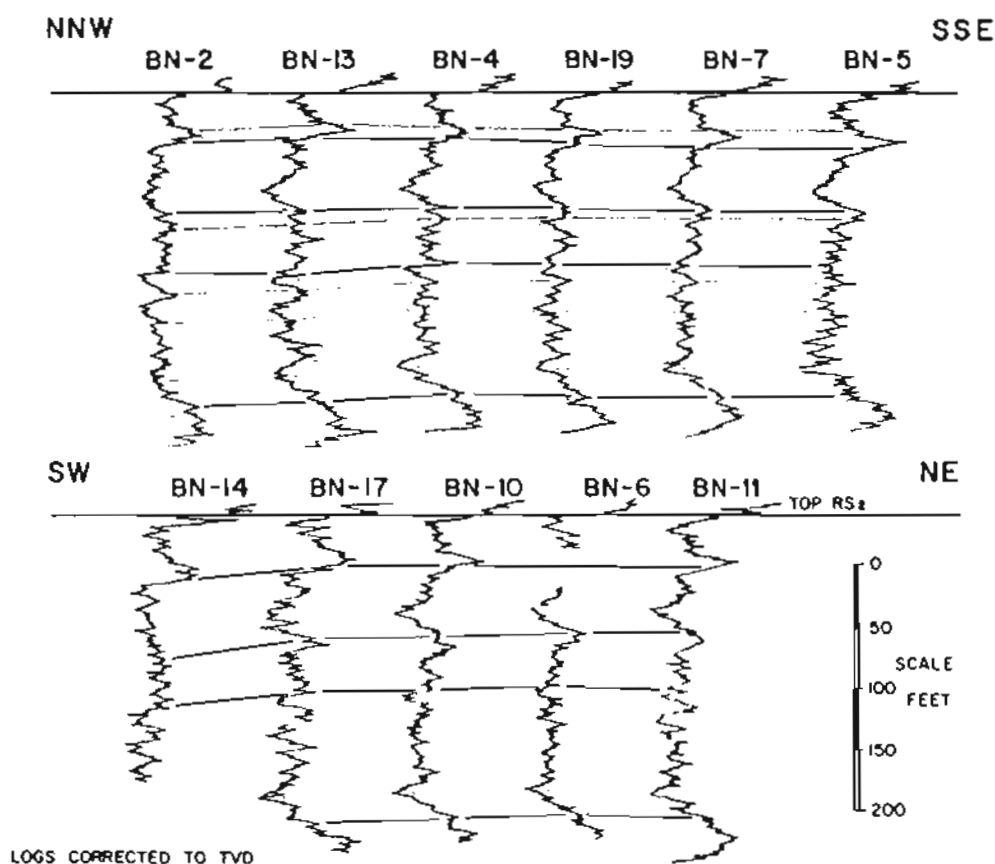 NNW SSE
BN-2 BN-13 BN-4 BN-19 BN-7 BN-5
SW NE
BN-14 BN-17 BN-10 BN-6 BN-11
TOP RS₂
0
50
SCALE
100
FEET
150
200
LOGS CORRECTED TO TVD